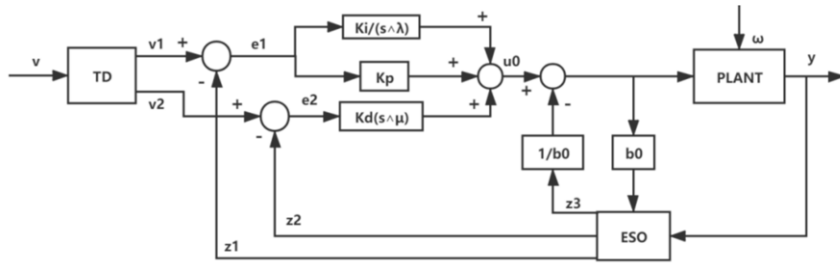 v
TD
v1
+
-
e1
Ki/(s∧λ)
+
Kp
+
u0
+
-
ω
PLANT
y
v2
+
-
e2
Kd(s∧μ)
+
1/b0
b0
z3
ESO
z2
z1